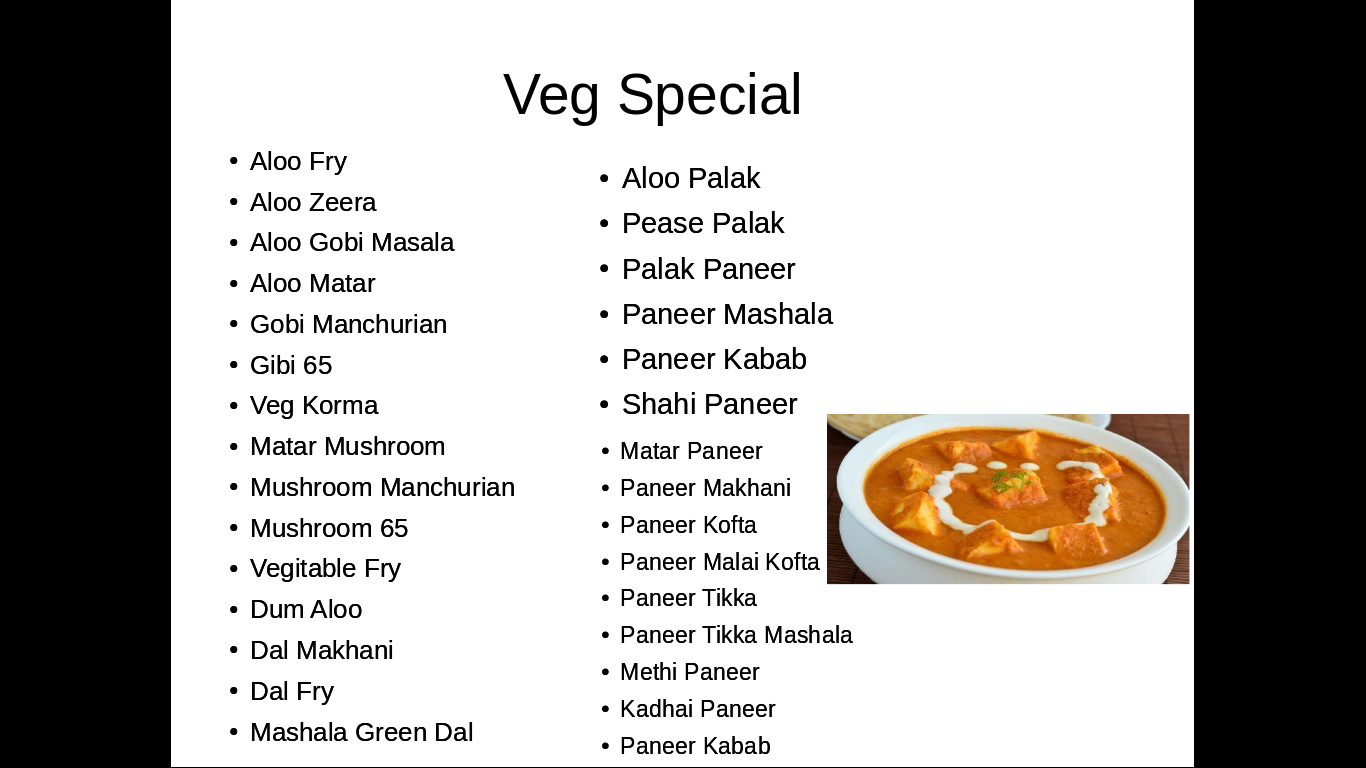 Veg Special
• Aloo Fry
• Aloo Zeera
• Aloo Gobi Masala
• Aloo Matar
• Gobi Manchurian
• Gibi 65
• Veg Korma
• Matar Mushroom
• Mushroom Manchurian
• Mushroom 65
• Vegitable Fry
• Dum Aloo
• Dal Makhani
• Dal Fry
• Mashala Green Dal
• Aloo Palak
• Pease Palak
• Palak Paneer
• Paneer Mashala
• Paneer Kabab
• Shahi Paneer
• Matar Paneer
• Paneer Makhani
• Paneer Kofta
• Paneer Malai Kofta
• Paneer Tikka
• Paneer Tikka Mashala
• Methi Paneer
• Kadhai Paneer
• Paneer Kabab